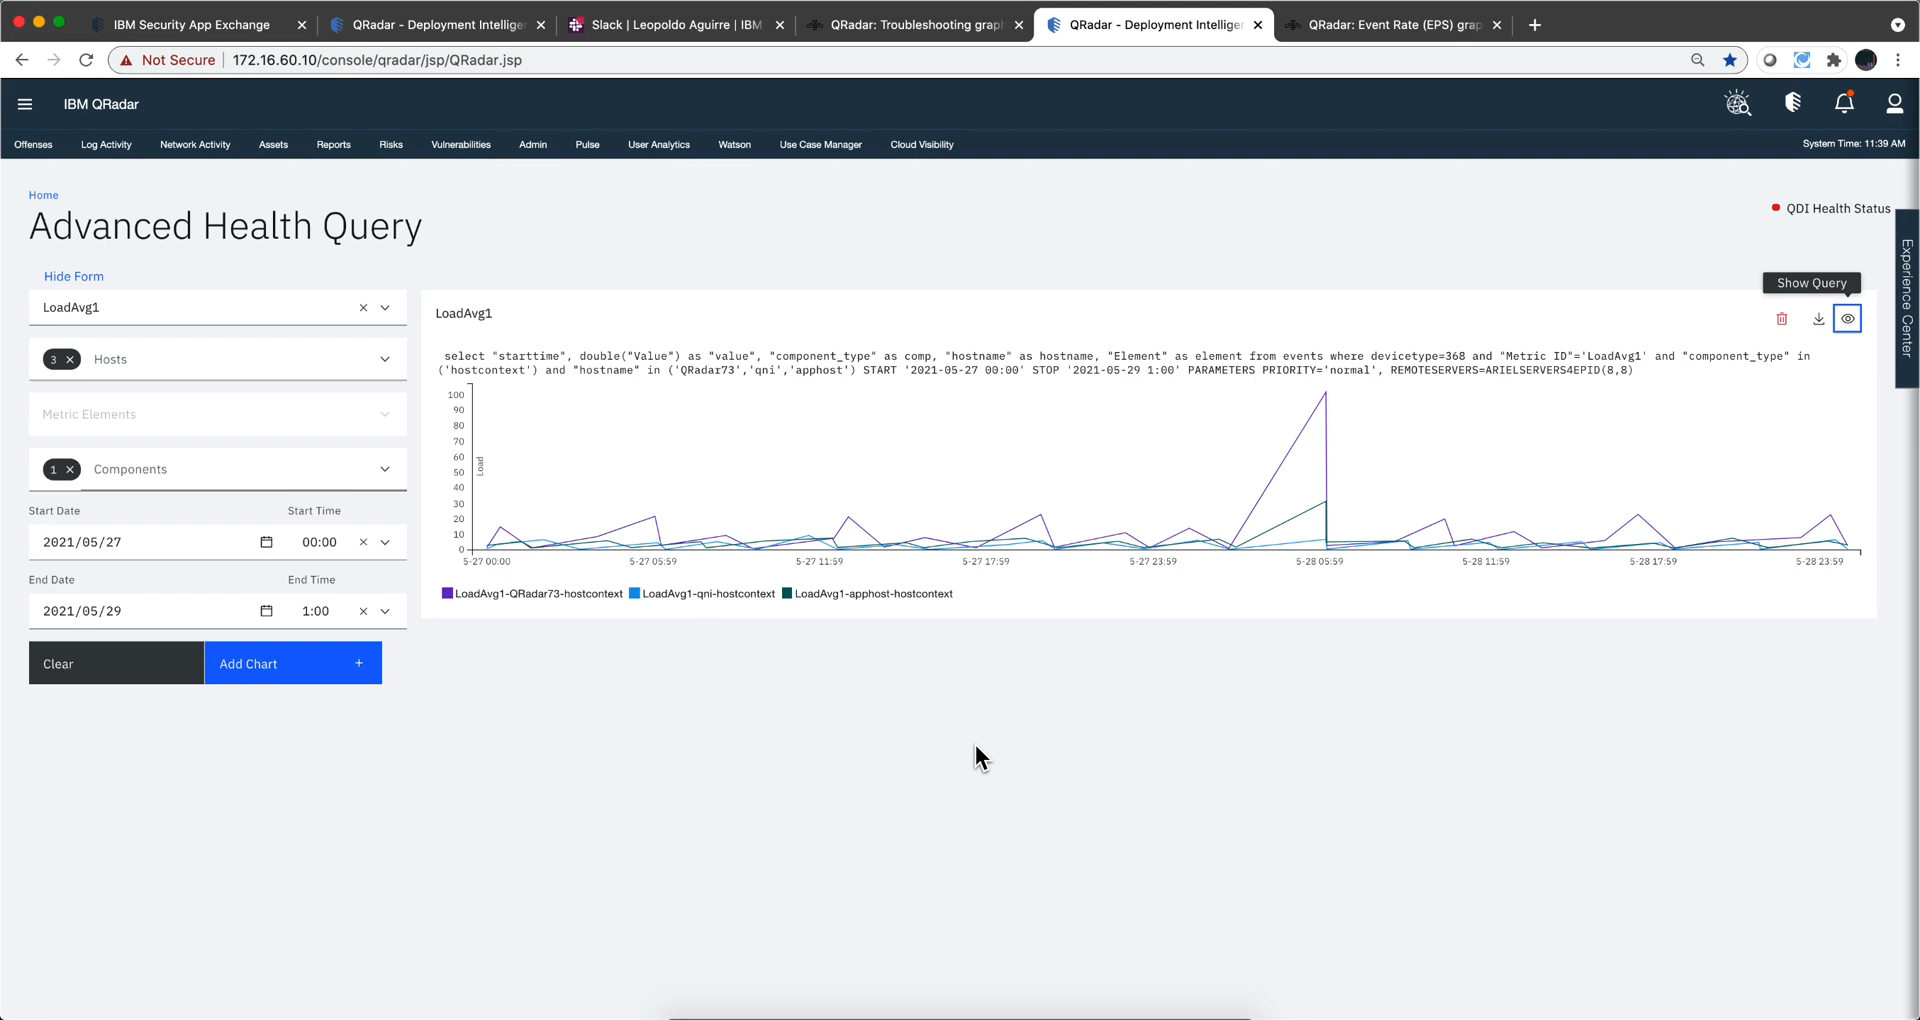 IBM Security App Exchange
QRadar - Deployment Intelliger
Slack | Leopoldo Aguirre | IBM
QRadar: Troubleshooting graph
QRadar - Deployment Intelliger
QRadar: Event Rate (EPS) grap
Not Secure
172.16.60.10/console/qradar/jsp/QRadar.jsp
IBM QRadar
Offenses
Log Activity
Network Activity
Assets
Reports
Risks
Vulnerabilities
Admin
Pulse
User Analytics
Watson
Use Case Manager
Cloud Visibility
System Time: 11:39 AM
Home
Advanced Health Query
QDI Health Status
Experience Center
Hide Form
LoadAvg1
3 × Hosts
Metric Elements
1 × Components
Start Date
Start Time
2021/05/27
00:00
End Date
End Time
2021/05/29
1:00
Clear
Add Chart +
Show Query
LoadAvg1
select "starttime", double("Value") as "value", "component_type" as comp, "hostname" as hostname, "Element" as element from events where devicetype=368 and "Metric ID"='LoadAvg1' and "component_type" in
('hostcontext') and "hostname" in ('QRadar73','qni','apphost') START '2021-05-27 00:00' STOP '2021-05-29 1:00' PARAMETERS PRIORITY='normal', REMOTESERVERS=ARIELSERVERS4EPID(8,8)
100
90
80
70
60
50
40
30
20
10
0
Load
5-27 00:00
5-27 05:59
5-27 11:59
5-27 17:59
5-27 23:59
5-28 05:59
5-28 11:59
5-28 17:59
5-28 23:59
LoadAvg1-QRadar73-hostcontext
LoadAvg1-qni-hostcontext
LoadAvg1-apphost-hostcontext